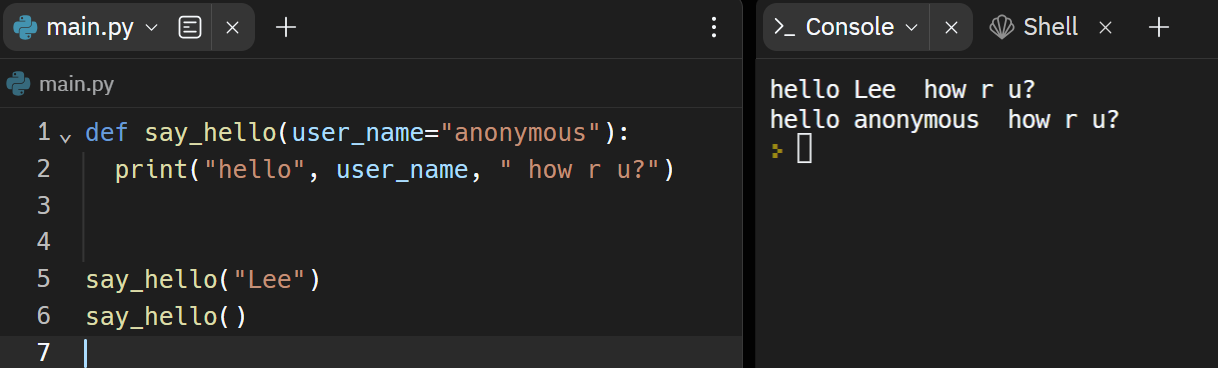 main.py
main.py
1 def say_hello(user_name="anonymous"):
2   print("hello", user_name, " how r u?")
3
4
5 say_hello("Lee")
6 say_hello()
7
Console Shell
hello Lee  how r u?
hello anonymous  how r u?